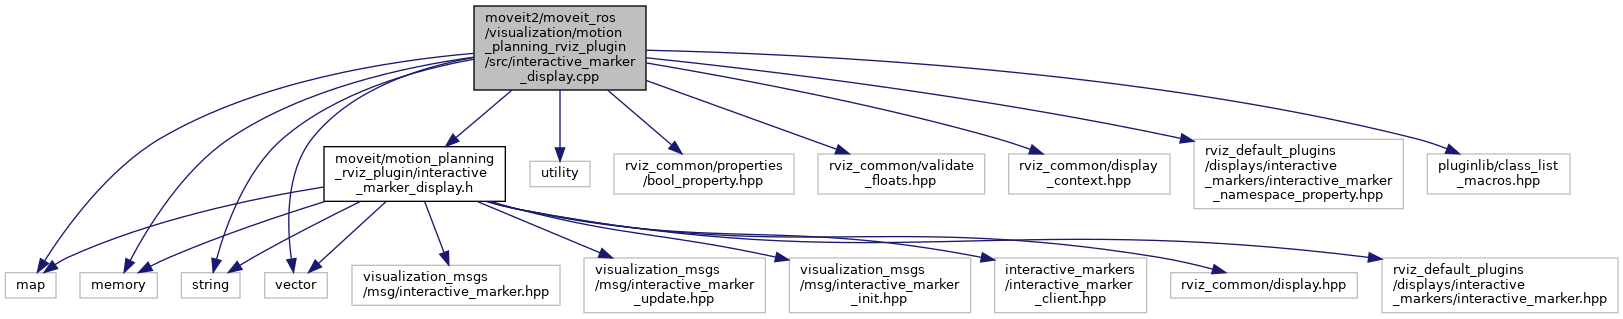 moveit2/moveit_ros
/visualization/motion
_planning_rviz_plugin
/src/interactive_marker
_display.cpp
moveit/motion_planning
_rviz_plugin/interactive
_marker_display.h
utility
rviz_common/properties
/bool_property.hpp
rviz_common/validate
_floats.hpp
rviz_common/display
_context.hpp
rviz_default_plugins
/displays/interactive
_markers/interactive_marker
_namespace_property.hpp
pluginlib/class_list
_macros.hpp
map
memory
string
vector
visualization_msgs
/msg/interactive_marker.hpp
visualization_msgs
/msg/interactive_marker
_update.hpp
visualization_msgs
/msg/interactive_marker
_init.hpp
interactive_markers
/interactive_marker
_client.hpp
rviz_common/display.hpp
rviz_default_plugins
/displays/interactive
_markers/interactive_marker.hpp